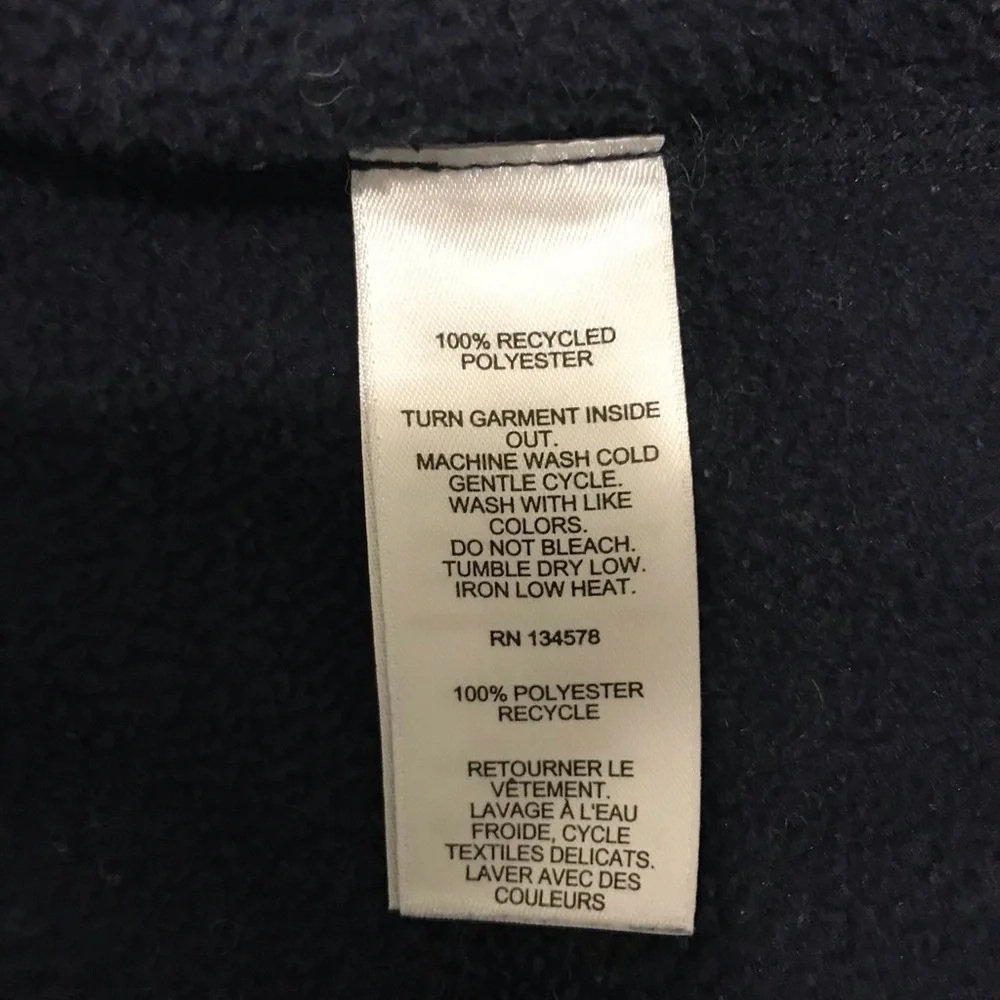 100% RECYCLED
POLYESTER
TURN GARMENT INSIDE
OUT.
MACHINE WASH COLD
GENTLE CYCLE.
WASH WITH LIKE
COLORS.
DO NOT BLEACH.
TUMBLE DRY LOW.
IRON LOW HEAT.
RN 134578
100% POLYESTER
RECYCLE
RETOURNER LE
VÊTEMENT.
LAVAGE À L'EAU
FROIDE, CYCLE
TEXTILES DELICATS.
LAVER AVEC DES
COULEURS